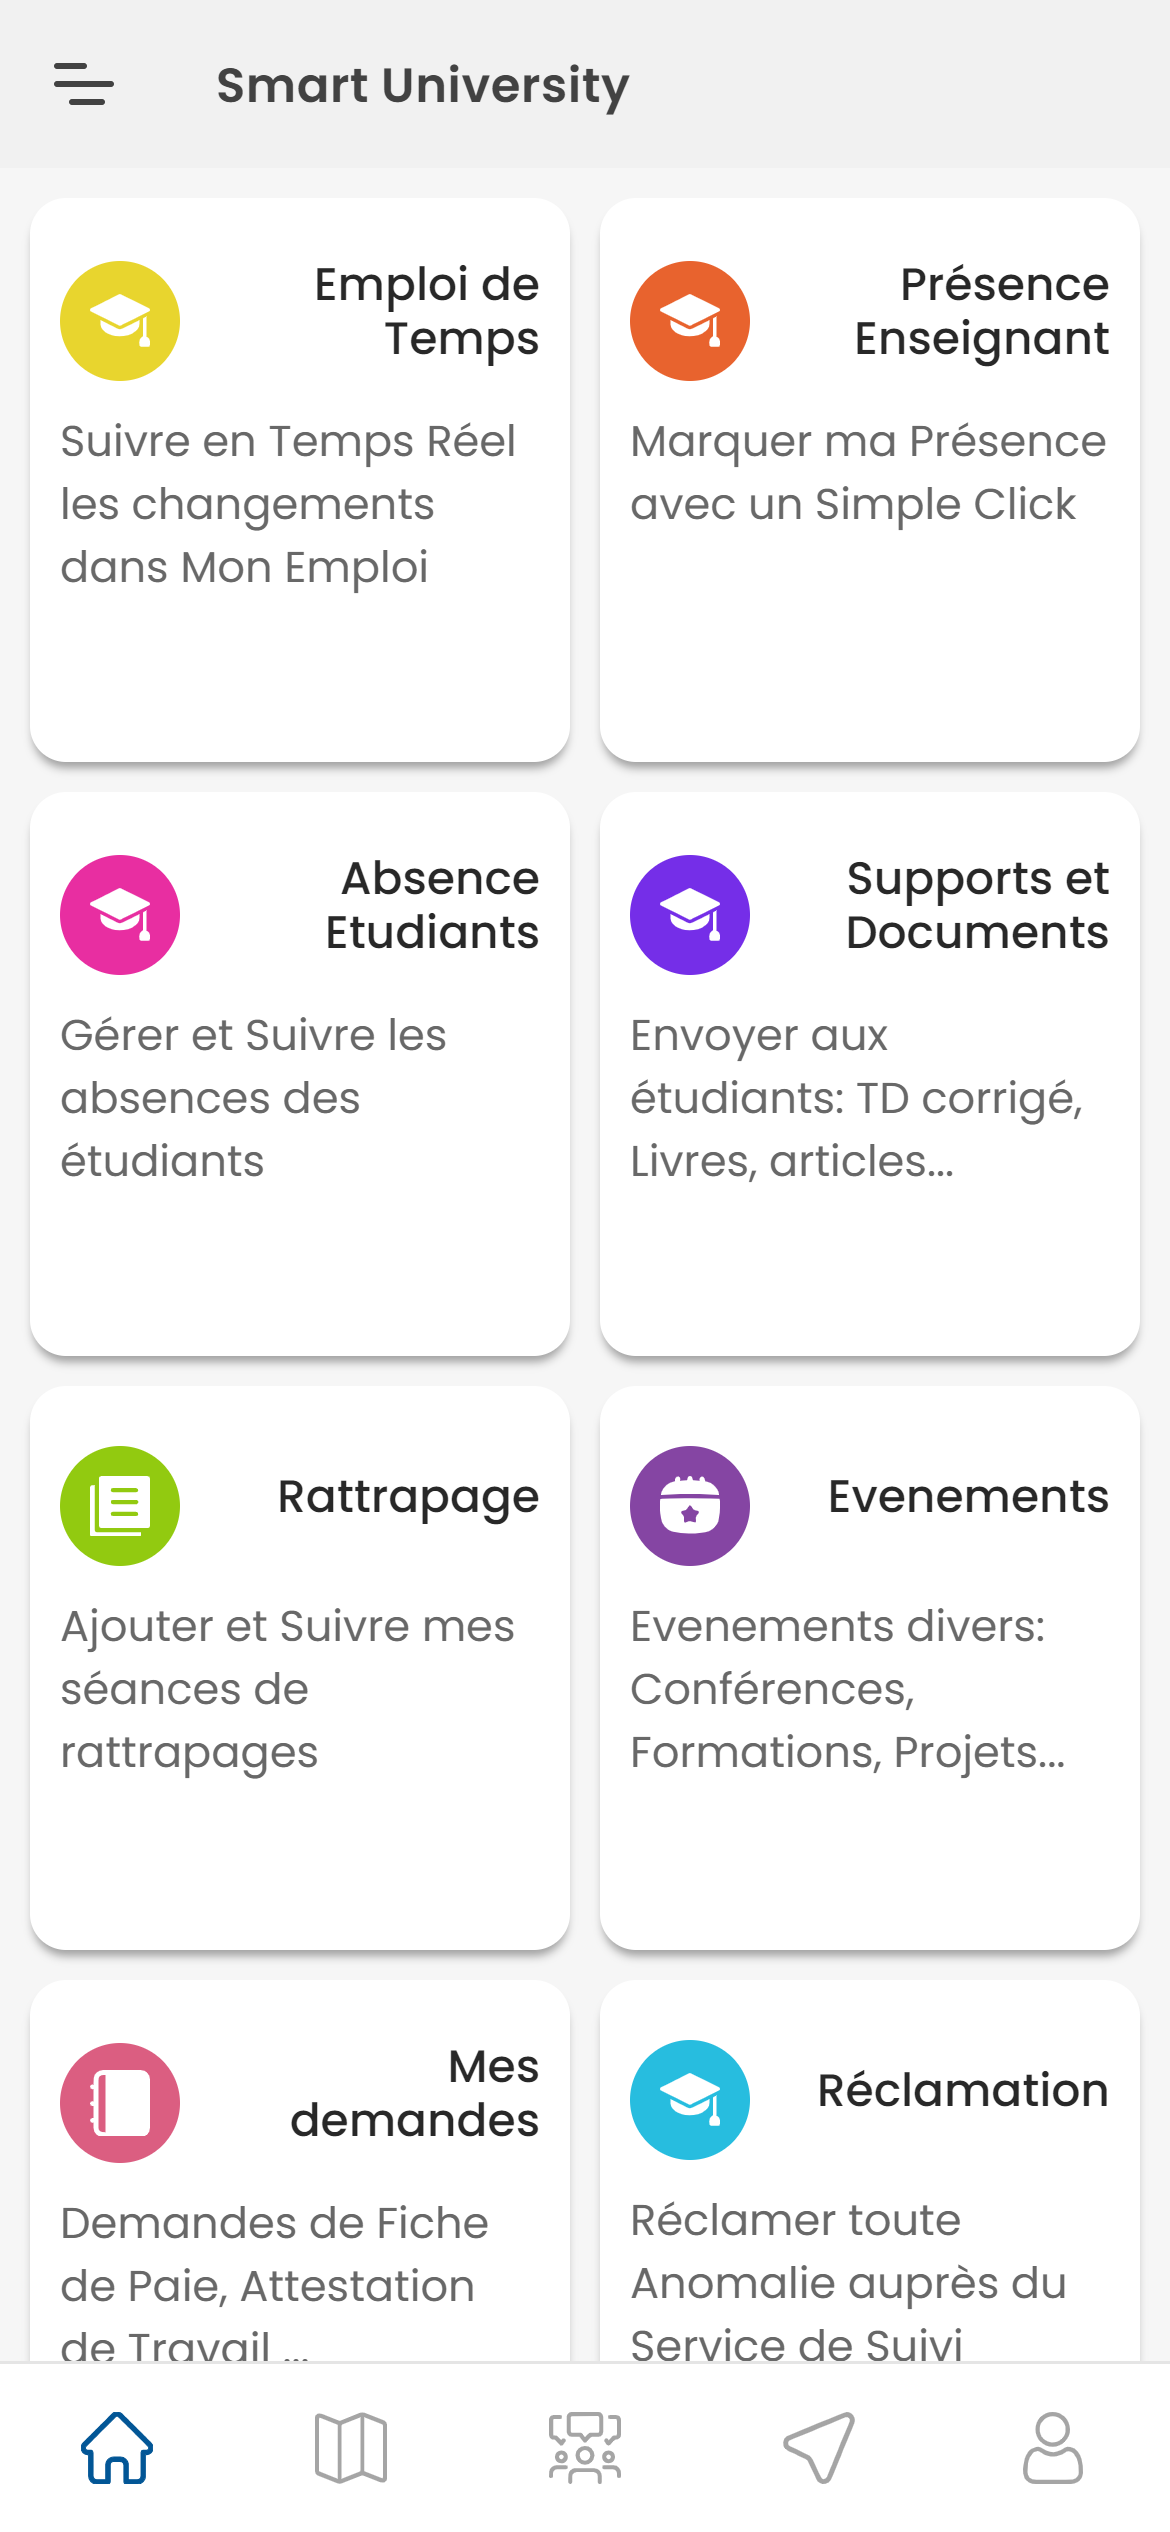 Smart University
Emploi de
Temps
Suivre en Temps Réel
les changements
dans Mon Emploi
Présence
Enseignant
Marquer ma Présence
avec un Simple Click
Absence
Etudiants
Gérer et Suivre les
absences des
étudiants
Supports et
Documents
Envoyer aux
étudiants: TD corrigé,
Livres, articles...
Rattrapage
Ajouter et Suivre mes
séances de
rattrapages
Evenements
Evenements divers:
Conférences,
Formations, Projets...
Mes
demandes
Demandes de Fiche
de Paie, Attestation
de Travail ...
Réclamation
Réclamer toute
Anomalie auprès du
Service de Suivi